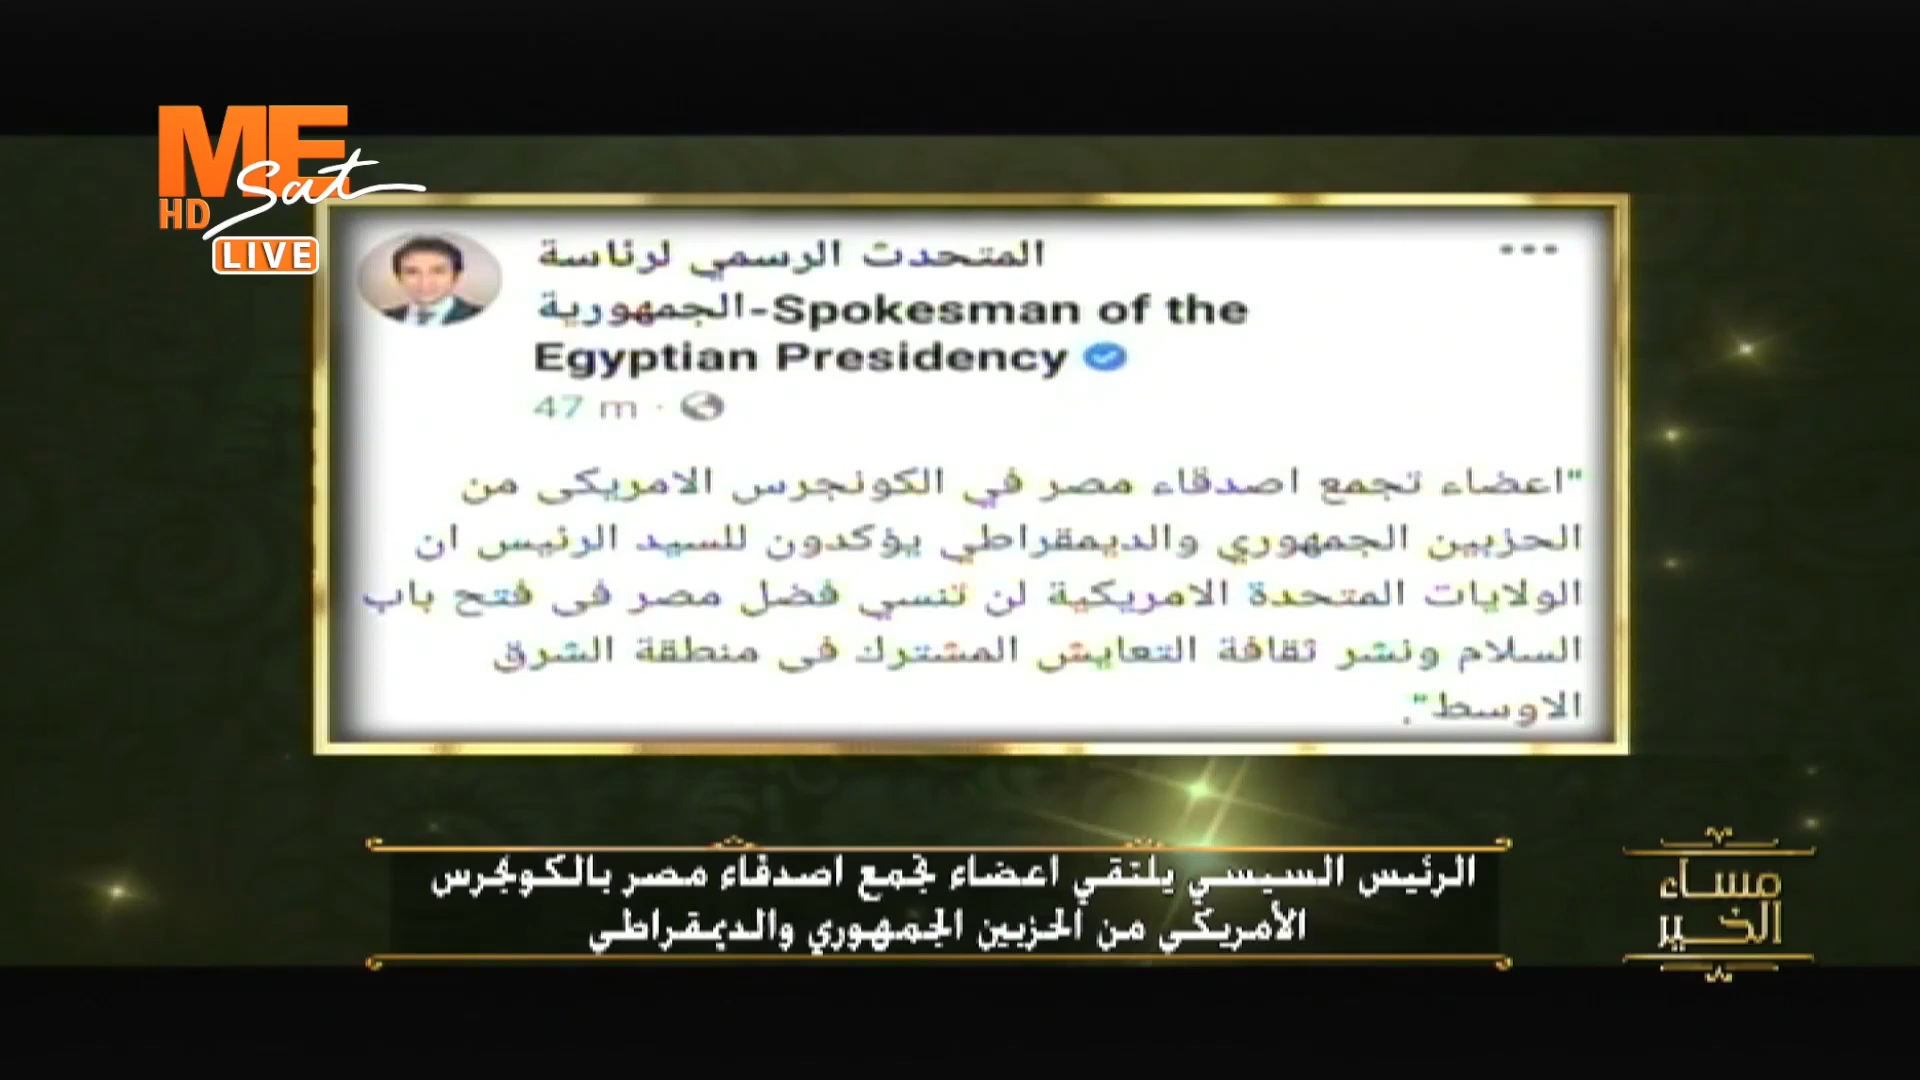 ME
Sat
HD
LIVE
المتحدث الرسمي لرئاسة
الجمهورية-Spokesman of the
Egyptian Presidency
47 m ·
"اعضاء تجمع اصدقاء مصر في الكونجرس الامريكى من
الحزبين الجمهوري والديمقراطي يؤكدون للسيد الرئيس ان
الولايات المتحدة الامريكية لن تنسي فضل مصر فى فتح باب
السلام ونشر ثقافة التعايش المشترك فى منطقة الشرق
الاوسط".
الرئيس السيسي يلتقي اعضاء تجمع اصدقاء مصر بالكونجرس
الأمريكي من الحزبين الجمهوري والديمقراطي
مساء
الخير